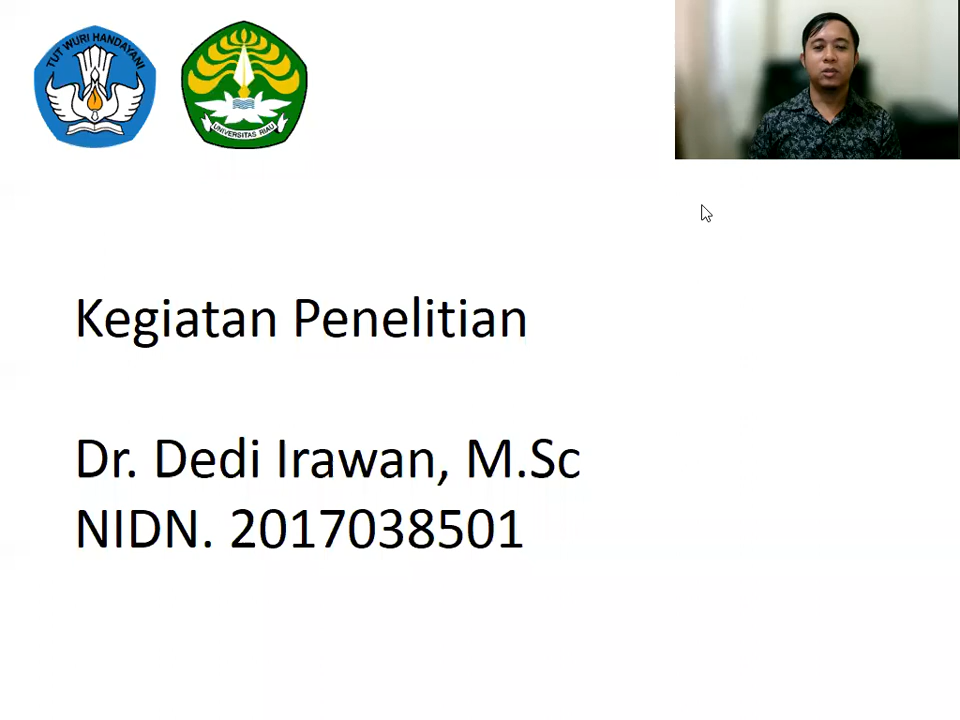 TUT WURI HANDAYANI
UNIVERSITAS RIAU
Kegiatan Penelitian
Dr. Dedi Irawan, M.Sc
NIDN. 2017038501